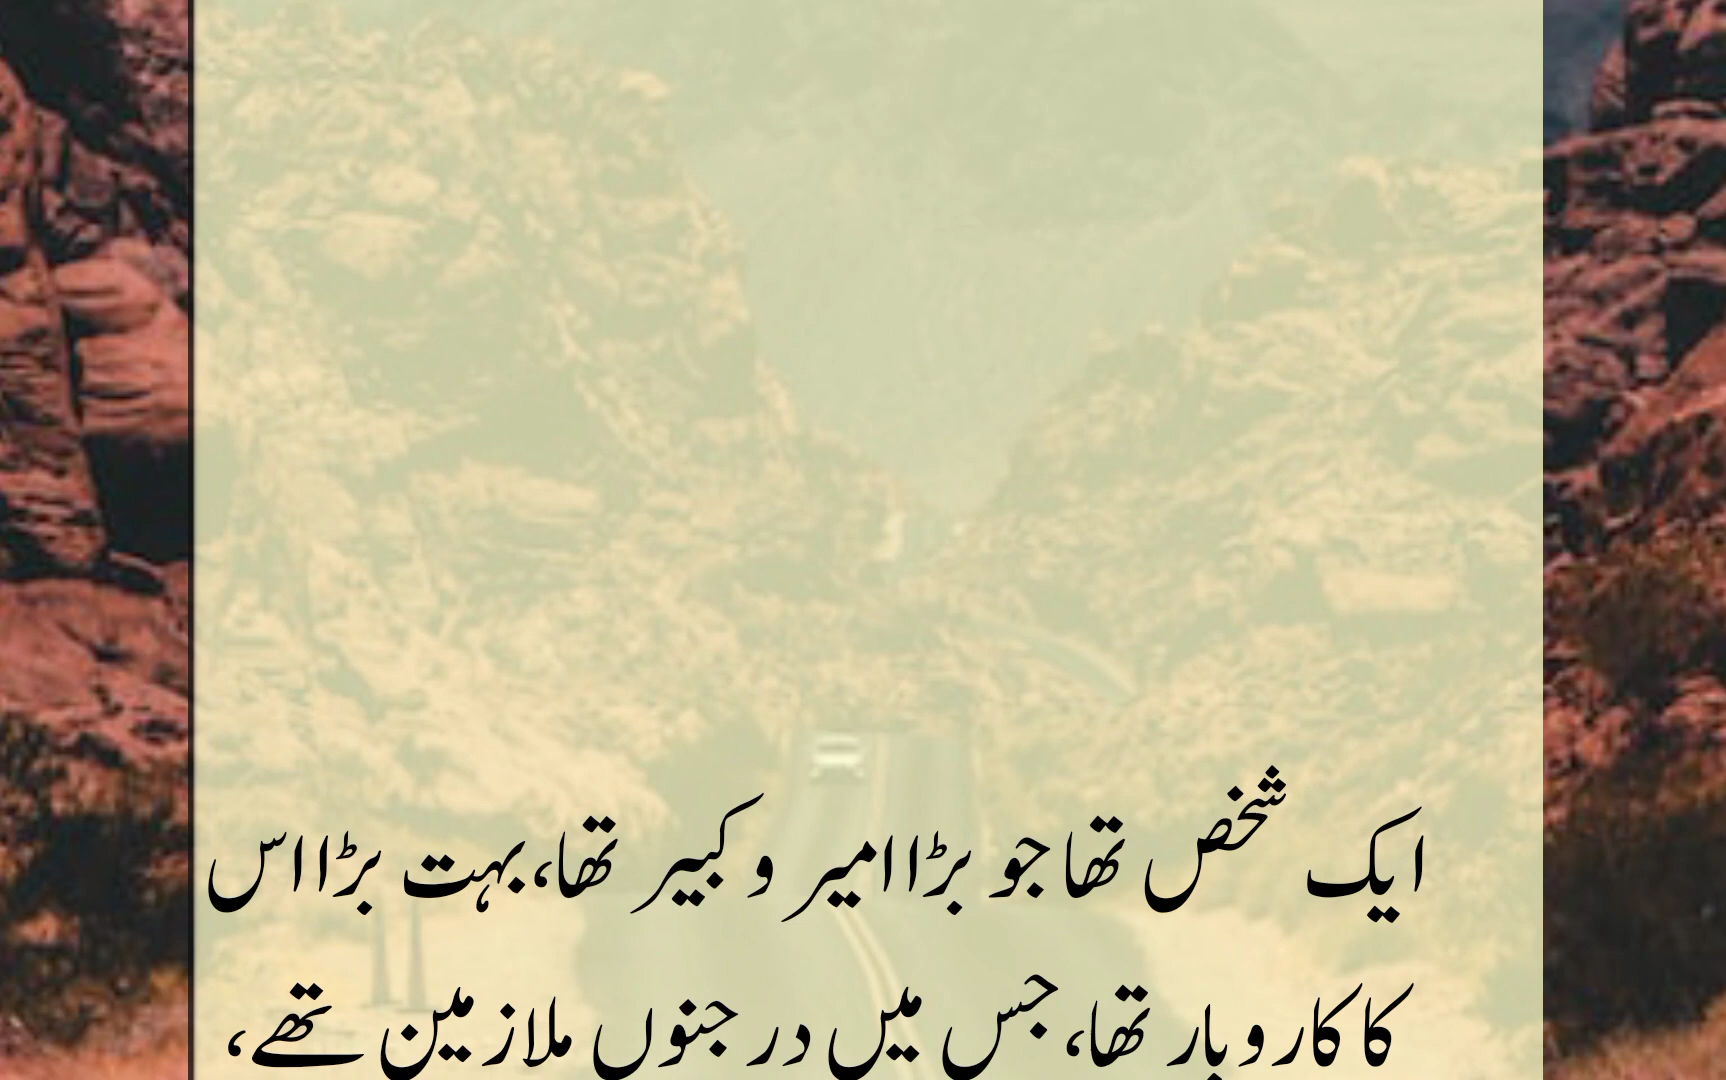 ایک شخص تھا جو بڑا امیر و کبیر تھا،بہت بڑا اس
کا کاروبار تھا،جس میں درجنوں ملازمین تھے،